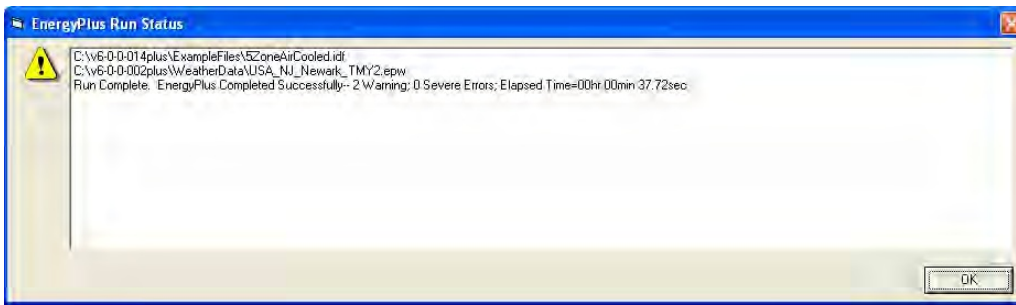 EnergyPlus Run Status
C:\v6-0-0-014plus\ExampleFiles\5ZoneAirCooled.idf
C:\v6-0-0-002plus\WeatherData\USA_NJ_Newark_TMY2.epw
Run Complete.  EnergyPlus Completed Successfully-- 2 Warning; 0 Severe Errors; Elapsed Time=00hr 00min 37.72sec
OK